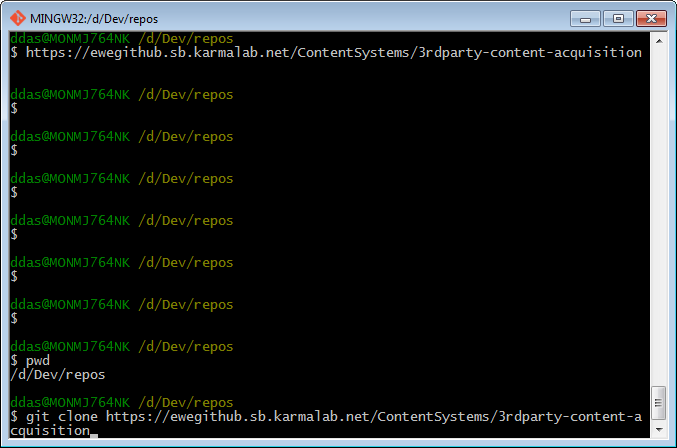 MINGW32:/d/Dev/repos
ddas@MONMJ764NK /d/Dev/repos
$ https://ewegithub.sb.karmalab.net/ContentSystems/3rdparty-content-acquisition
ddas@MONMJ764NK /d/Dev/repos
$
ddas@MONMJ764NK /d/Dev/repos
$
ddas@MONMJ764NK /d/Dev/repos
$
ddas@MONMJ764NK /d/Dev/repos
$
ddas@MONMJ764NK /d/Dev/repos
$
ddas@MONMJ764NK /d/Dev/repos
$
ddas@MONMJ764NK /d/Dev/repos
$ pwd
/d/Dev/repos
ddas@MONMJ764NK /d/Dev/repos
$ git clone https://ewegithub.sb.karmalab.net/ContentSystems/3rdparty-content-a
cquisition